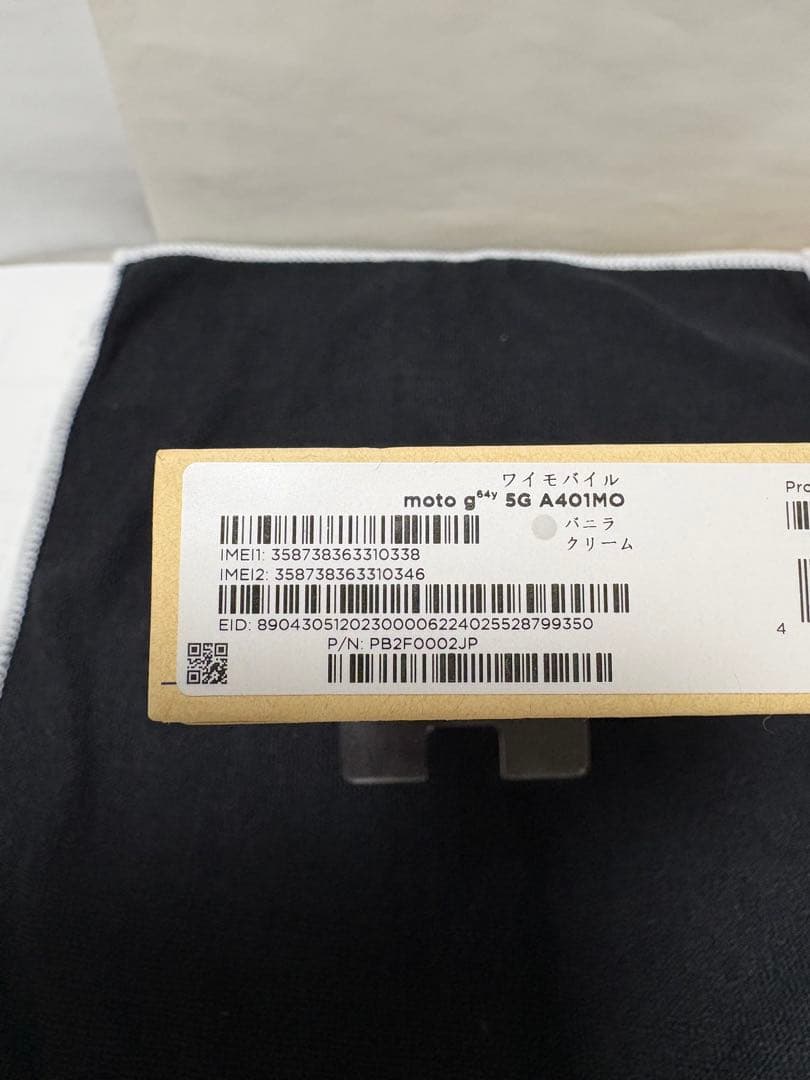 ワイモバイル
moto g64y 5G A401MO
バニラ
クリーム
IMEI1: 358738363310338
IMEI2: 358738363310346
EID: 89043051202300006224025528799350
P/N: PB2F0002JP
Pro
4